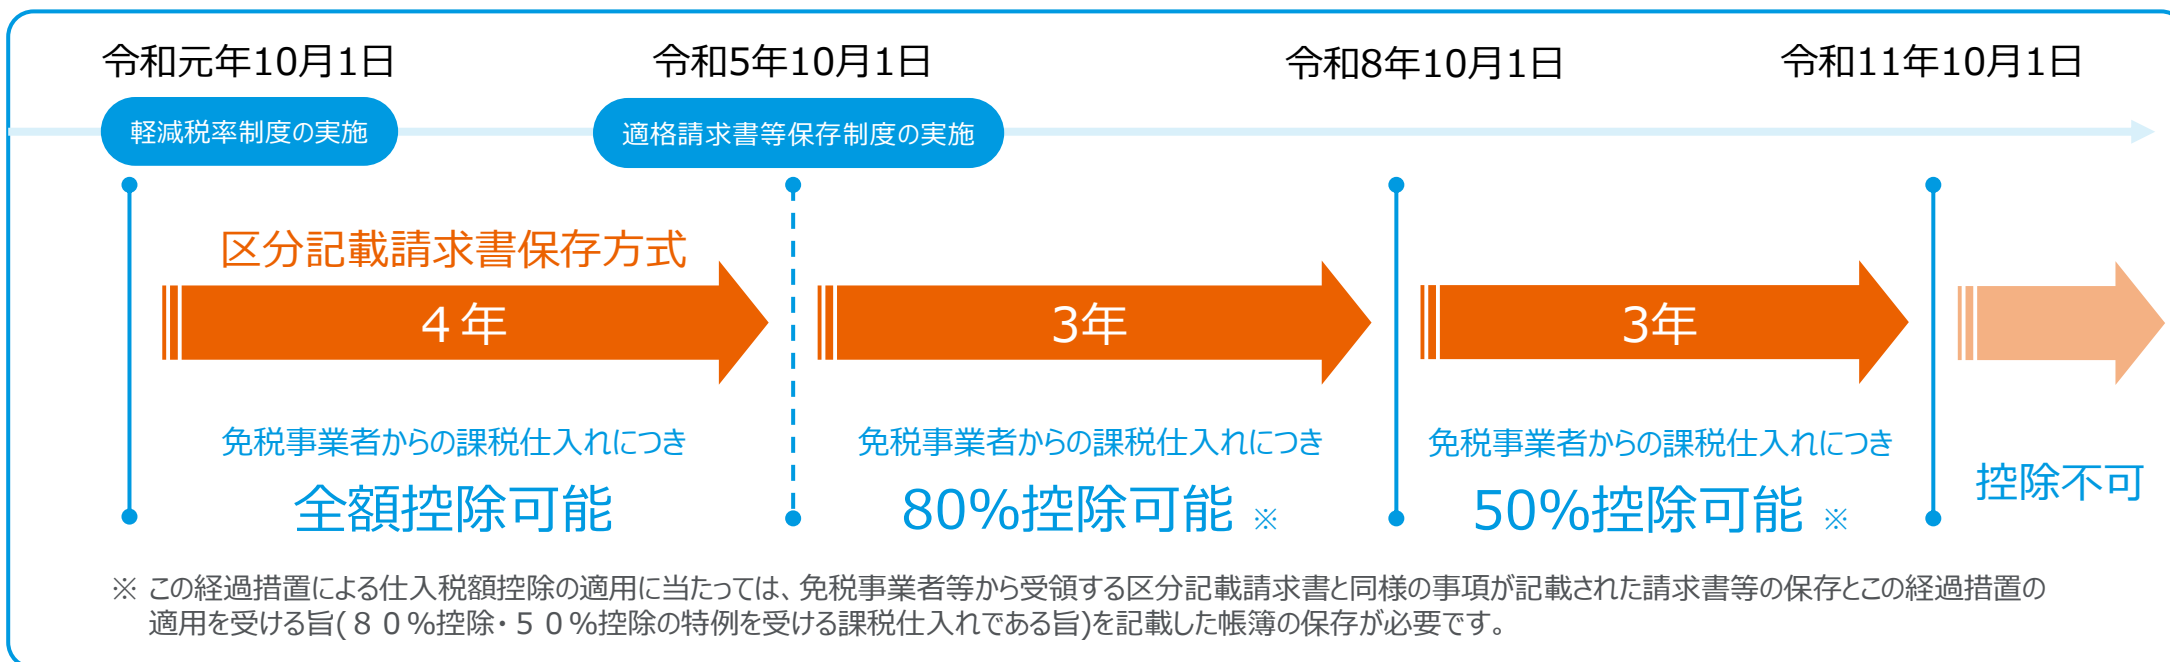 令和元年10月1日
令和5年10月1日
令和8年10月1日
令和11年10月1日
軽減税率制度の実施
適格請求書等保存制度の実施
区分記載請求書保存方式
４年
3年
3年
免税事業者からの課税仕入れにつき
全額控除可能
免税事業者からの課税仕入れにつき
80%控除可能 ※
免税事業者からの課税仕入れにつき
50%控除可能 ※
控除不可
※ この経過措置による仕入税額控除の適用に当たっては、免税事業者等から受領する区分記載請求書と同様の事項が記載された請求書等の保存とこの経過措置の
適用を受ける旨(８０%控除・５０%控除の特例を受ける課税仕入れである旨)を記載した帳簿の保存が必要です。